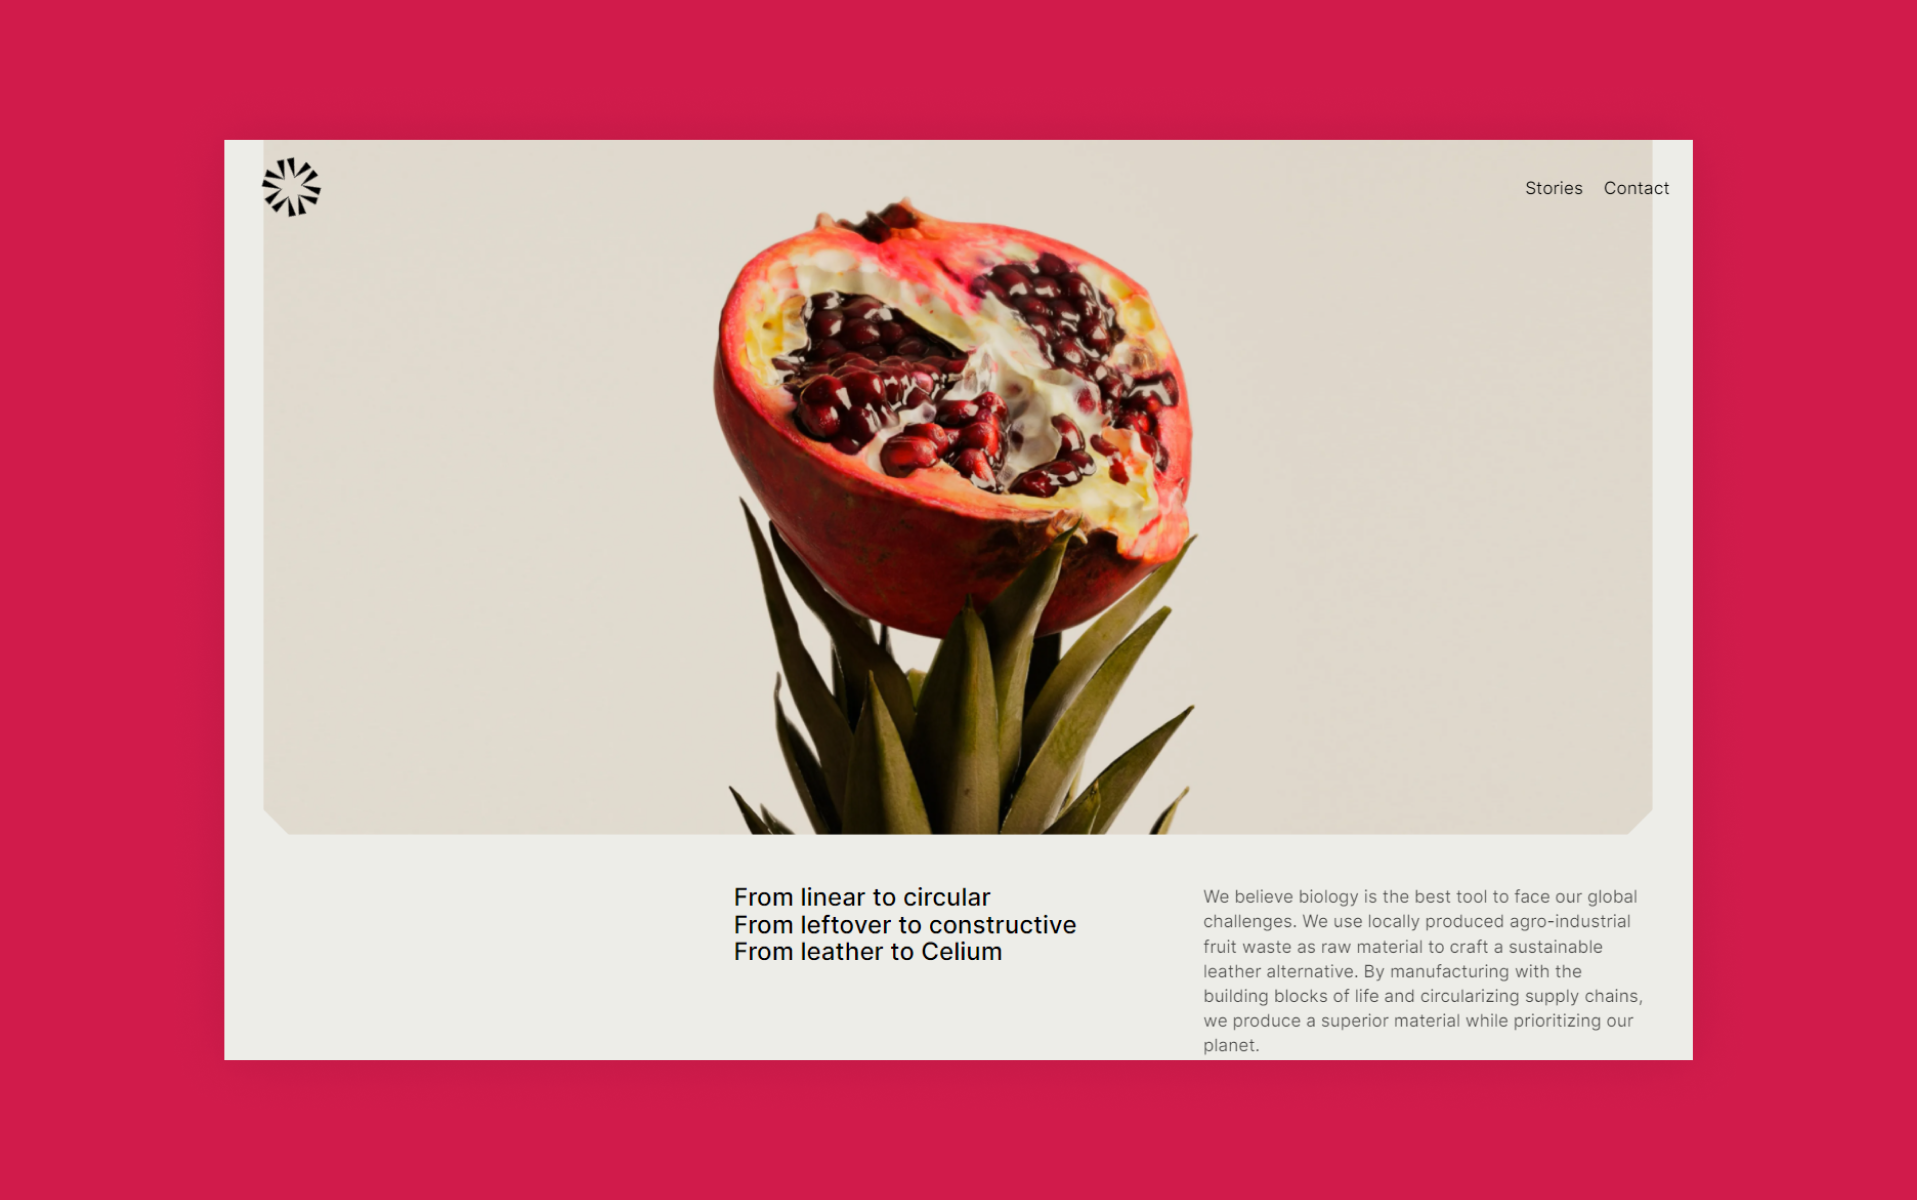 Stories Contact
From linear to circular
From leftover to constructive
From leather to Celium
We believe biology is the best tool to face our global
challenges. We use locally produced agro-industrial
fruit waste as raw material to craft a sustainable
leather alternative. By manufacturing with the
building blocks of life and circularizing supply chains,
we produce a superior material while prioritizing our
planet.